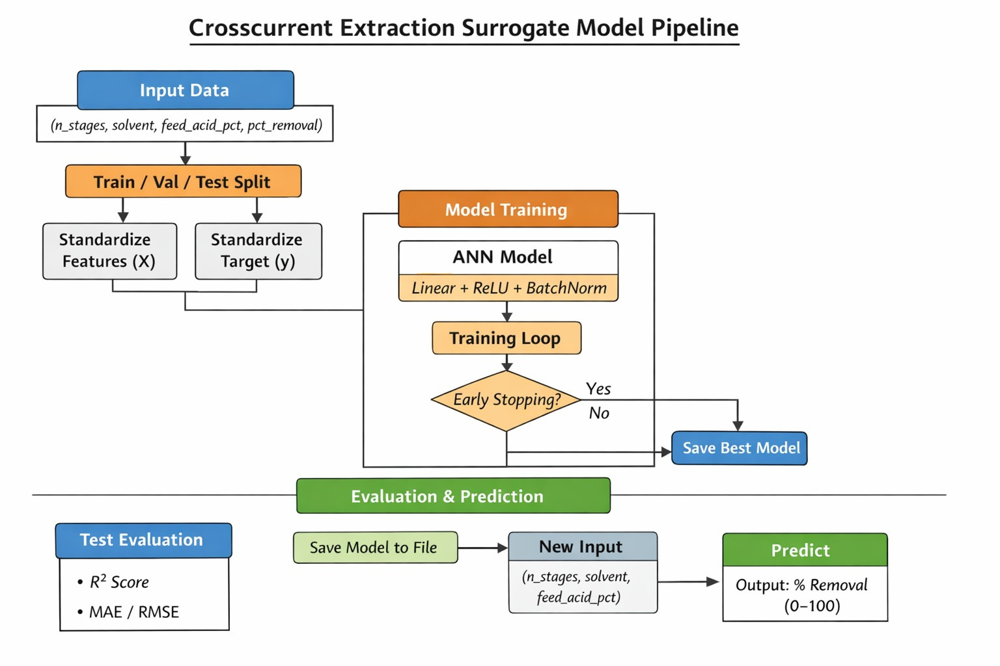 Crosscurrent Extraction Surrogate Model Pipeline
Input Data
(n_stages, solvent, feed_acid_pct, pct_removal)
Train / Val / Test Split
Standardize
Features (X)
Standardize
Target (y)
Model Training
ANN Model
Linear + ReLU + BatchNorm
Training Loop
Early Stopping?
Yes
No
Save Best Model
Evaluation & Prediction
Test Evaluation
• R² Score
• MAE / RMSE
Save Model to File
New Input
(n_stages, solvent,
feed_acid_pct)
Predict
Output: % Removal
(0–100)